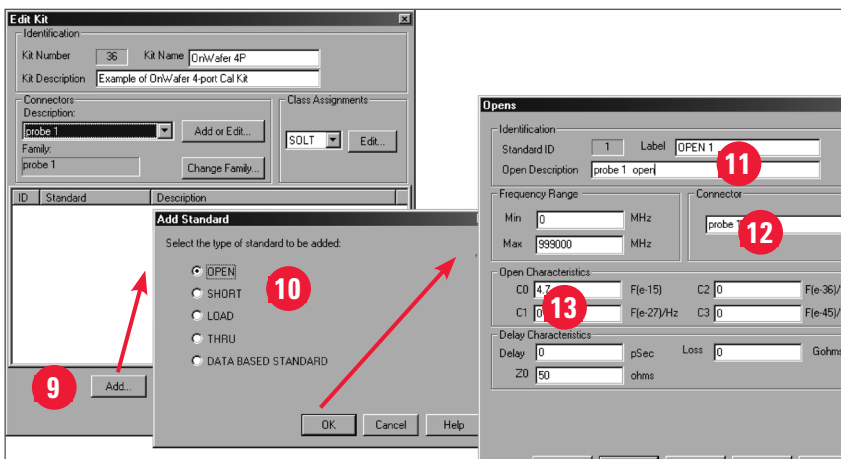 Edit Kit
Identification
Kit Number 36 Kit Name OnWafer 4P
Kit Description Example of OnWafer 4-port Cal Kit
Connectors
Description:
probe 1
Add or Edit...
Family:
probe 1
Change Family...
Class Assignments
SOLT Edit...
ID Standard Description
9
Add...
Add Standard
Select the type of standard to be added:
OPEN
SHORT
LOAD
THRU
DATA BASED STANDARD
10
OK Cancel Help
Opens
Identification
Standard ID 1 Label OPEN 1
Open Description probe 1 open
11
Frequency Range
Min 0 MHz
Max 999000 MHz
Connector
probe
12
Open Characteristics
C0 4.7 F(e-15) C2 0 F(e-36)/
C1 0 F(e-27)/Hz C3 0 F(e-45)/
13
Delay Characteristics
Delay 0 pSec Loss 0 Gohms
Z0 50 ohms